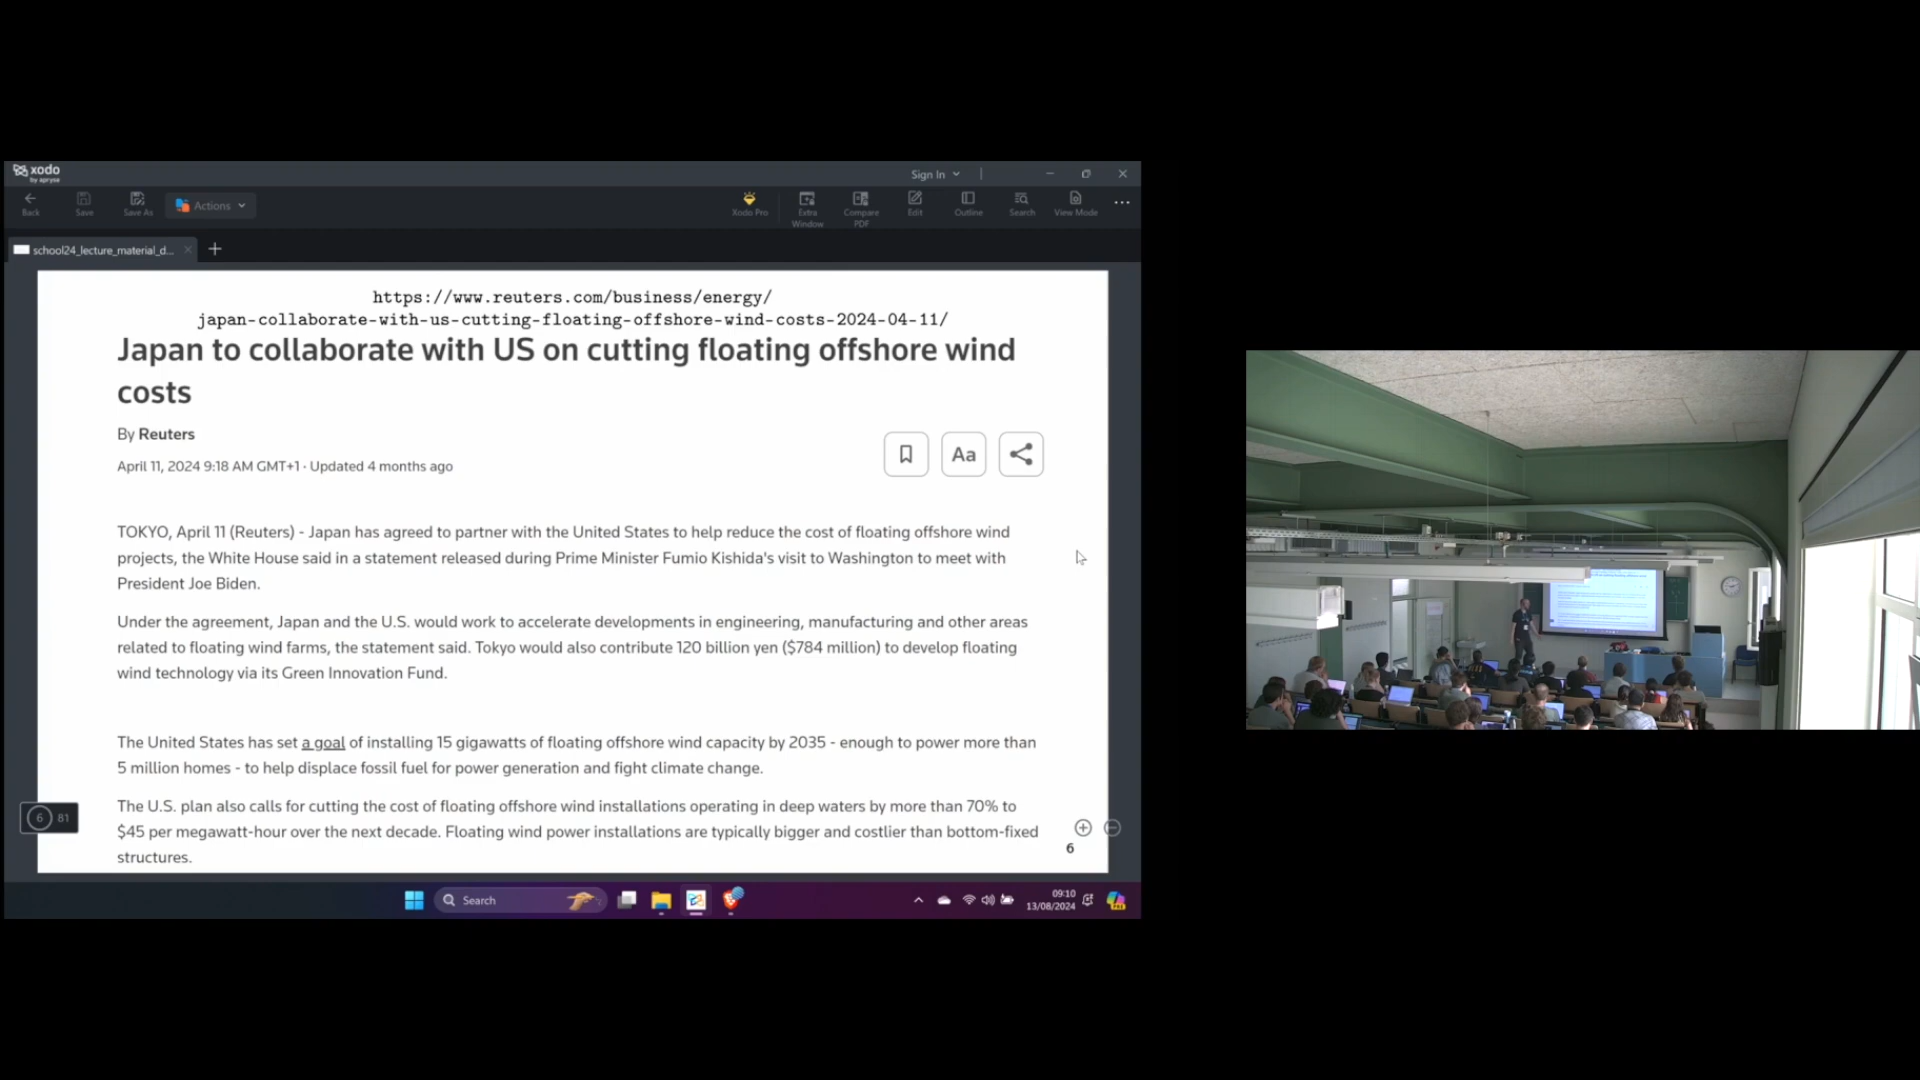 xodo
by apryse
Sign In
Back
Save
Save As
Actions
Xodo Pro
Extra
Window
Compare
PDF
Edit
Outline
Search
View Mode
school24_lecture_material_d...
https://www.reuters.com/business/energy/
japan-collaborate-with-us-cutting-floating-offshore-wind-costs-2024-04-11/
Japan to collaborate with US on cutting floating offshore wind
costs
By Reuters
April 11, 2024 9:18 AM GMT+1 · Updated 4 months ago
Aa
TOKYO, April 11 (Reuters) - Japan has agreed to partner with the United States to help reduce the cost of floating offshore wind
projects, the White House said in a statement released during Prime Minister Fumio Kishida's visit to Washington to meet with
President Joe Biden.
Under the agreement, Japan and the U.S. would work to accelerate developments in engineering, manufacturing and other areas
related to floating wind farms, the statement said. Tokyo would also contribute 120 billion yen ($784 million) to develop floating
wind technology via its Green Innovation Fund.
The United States has set a goal of installing 15 gigawatts of floating offshore wind capacity by 2035 - enough to power more than
5 million homes - to help displace fossil fuel for power generation and fight climate change.
The U.S. plan also calls for cutting the cost of floating offshore wind installations operating in deep waters by more than 70% to
$45 per megawatt-hour over the next decade. Floating wind power installations are typically bigger and costlier than bottom-fixed
structures.
6 81
6
Search
09:10
13/08/2024